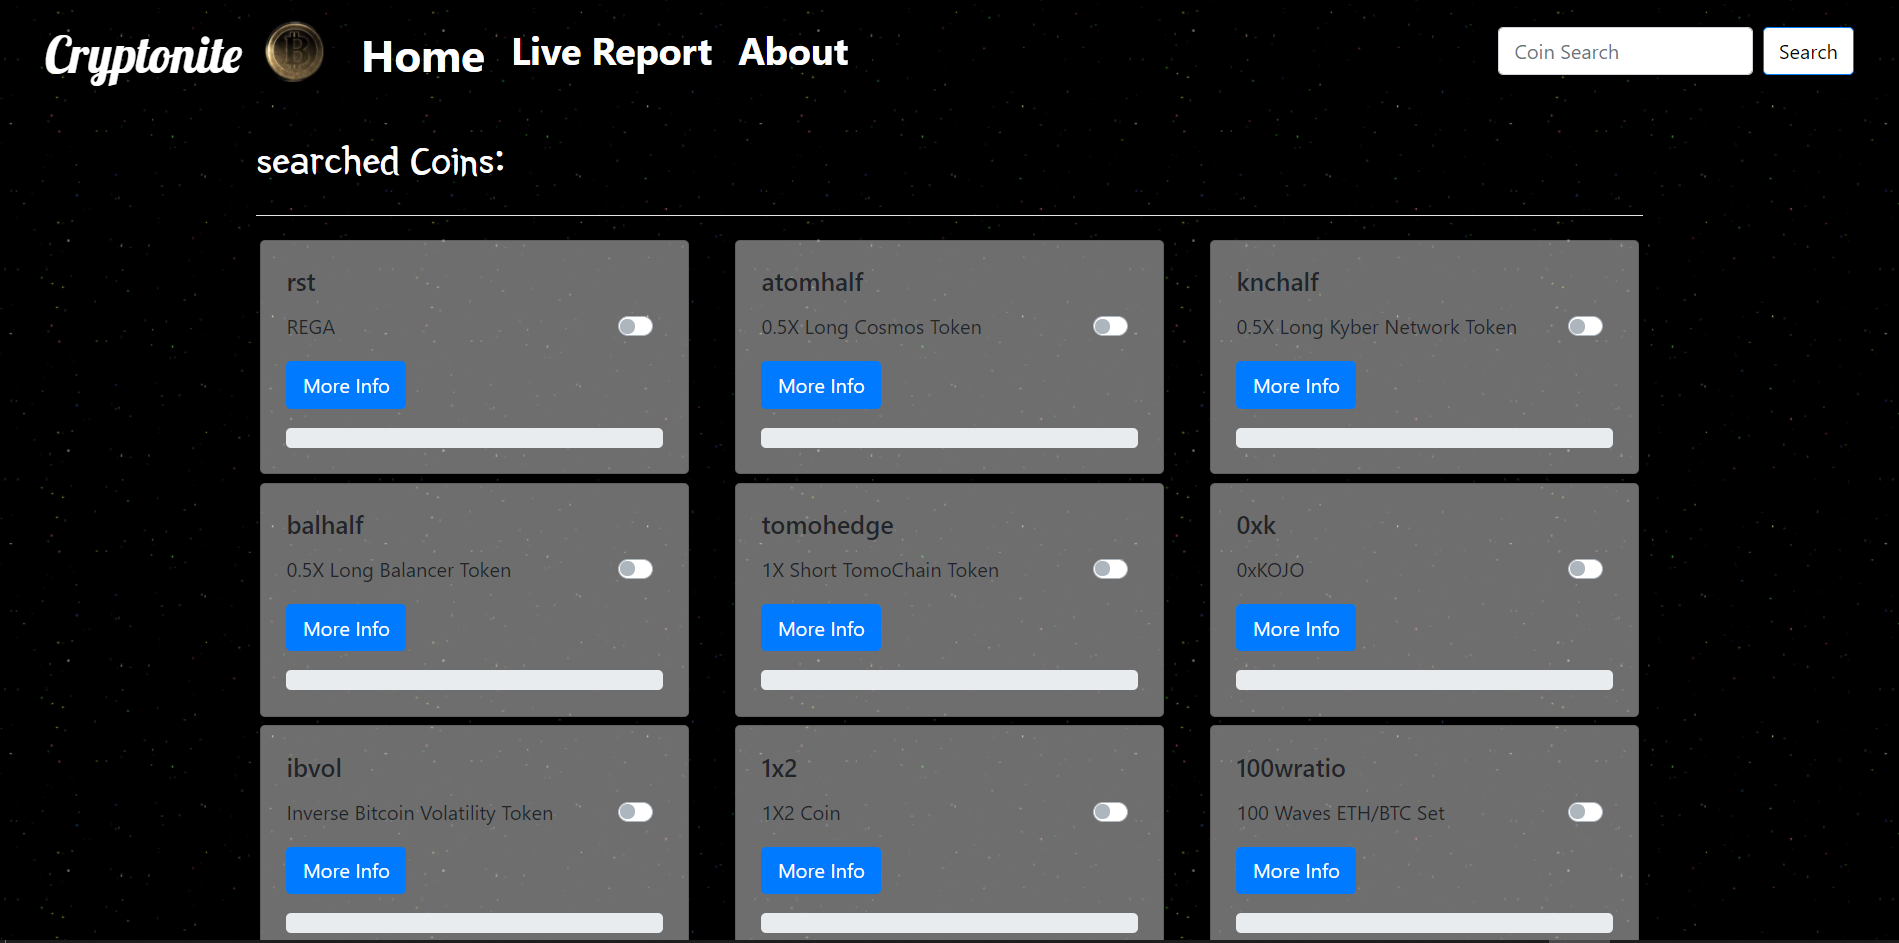 Cryptonite Home Live Report About Coin Search Search
searched Coins:
rst
REGA
More Info
atomhalf
0.5X Long Cosmos Token
More Info
knchalf
0.5X Long Kyber Network Token
More Info
balhalf
0.5X Long Balancer Token
More Info
tomohedge
1X Short TomoChain Token
More Info
0xk
0xKOJO
More Info
ibvol
Inverse Bitcoin Volatility Token
More Info
1x2
1X2 Coin
More Info
100wratio
100 Waves ETH/BTC Set
More Info